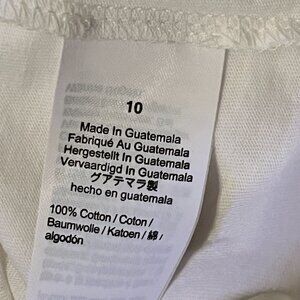 10
Made In Guatemala
Fabriqué Au Guatemala
Hergestellt In Guatemala
Vervaardigd In Guatemala
グアテマラ製
hecho en guatemala
100% Cotton / Coton /
Baumwolle / Katoen / 綿 /
algodón